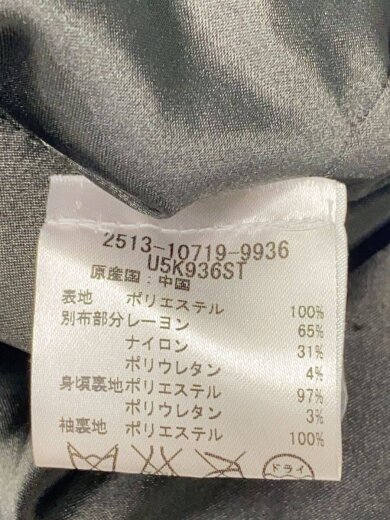 2513-10719-9936
U5K936ST
原産国：中国
表地 ポリエステル 100%
別布部分レーヨン 65%
ナイロン 31%
ポリウレタン 4%
身頃裏地ポリエステル 97%
ポリウレタン 3%
袖裏地 ポリエステル 100%
ドライ